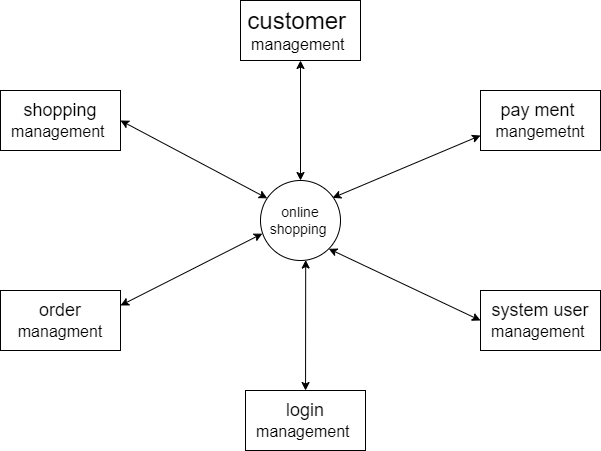 customer
management
shopping
management
pay ment
mangemetnt
online
shopping
order
managment
system user
management
login
management